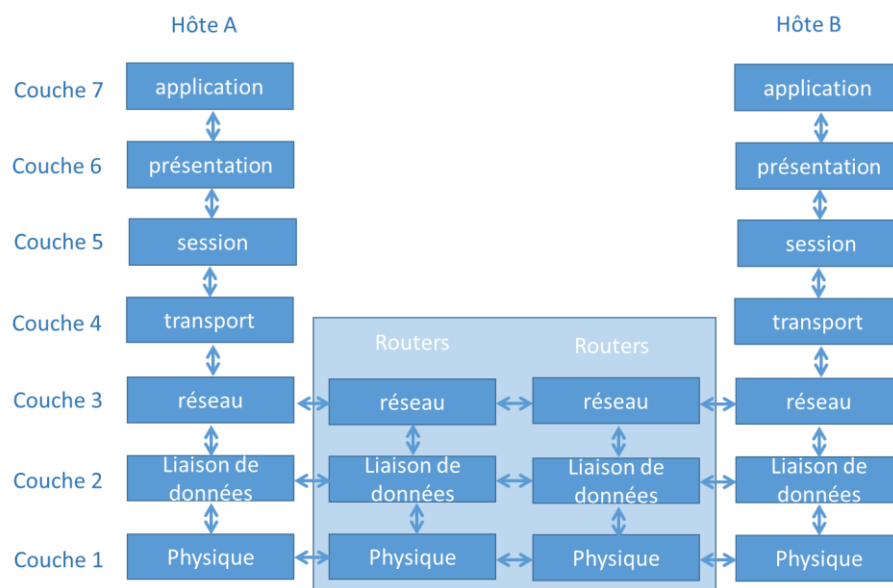 Hôte A
Hôte B
Couche 7
application
application
Couche 6
présentation
présentation
Couche 5
session
session
Couche 4
transport
transport
Routers
Routers
Couche 3
réseau
réseau
réseau
réseau
Couche 2
Liaison de
données
Liaison de
données
Liaison de
données
Liaison de
données
Couche 1
Physique
Physique
Physique
Physique